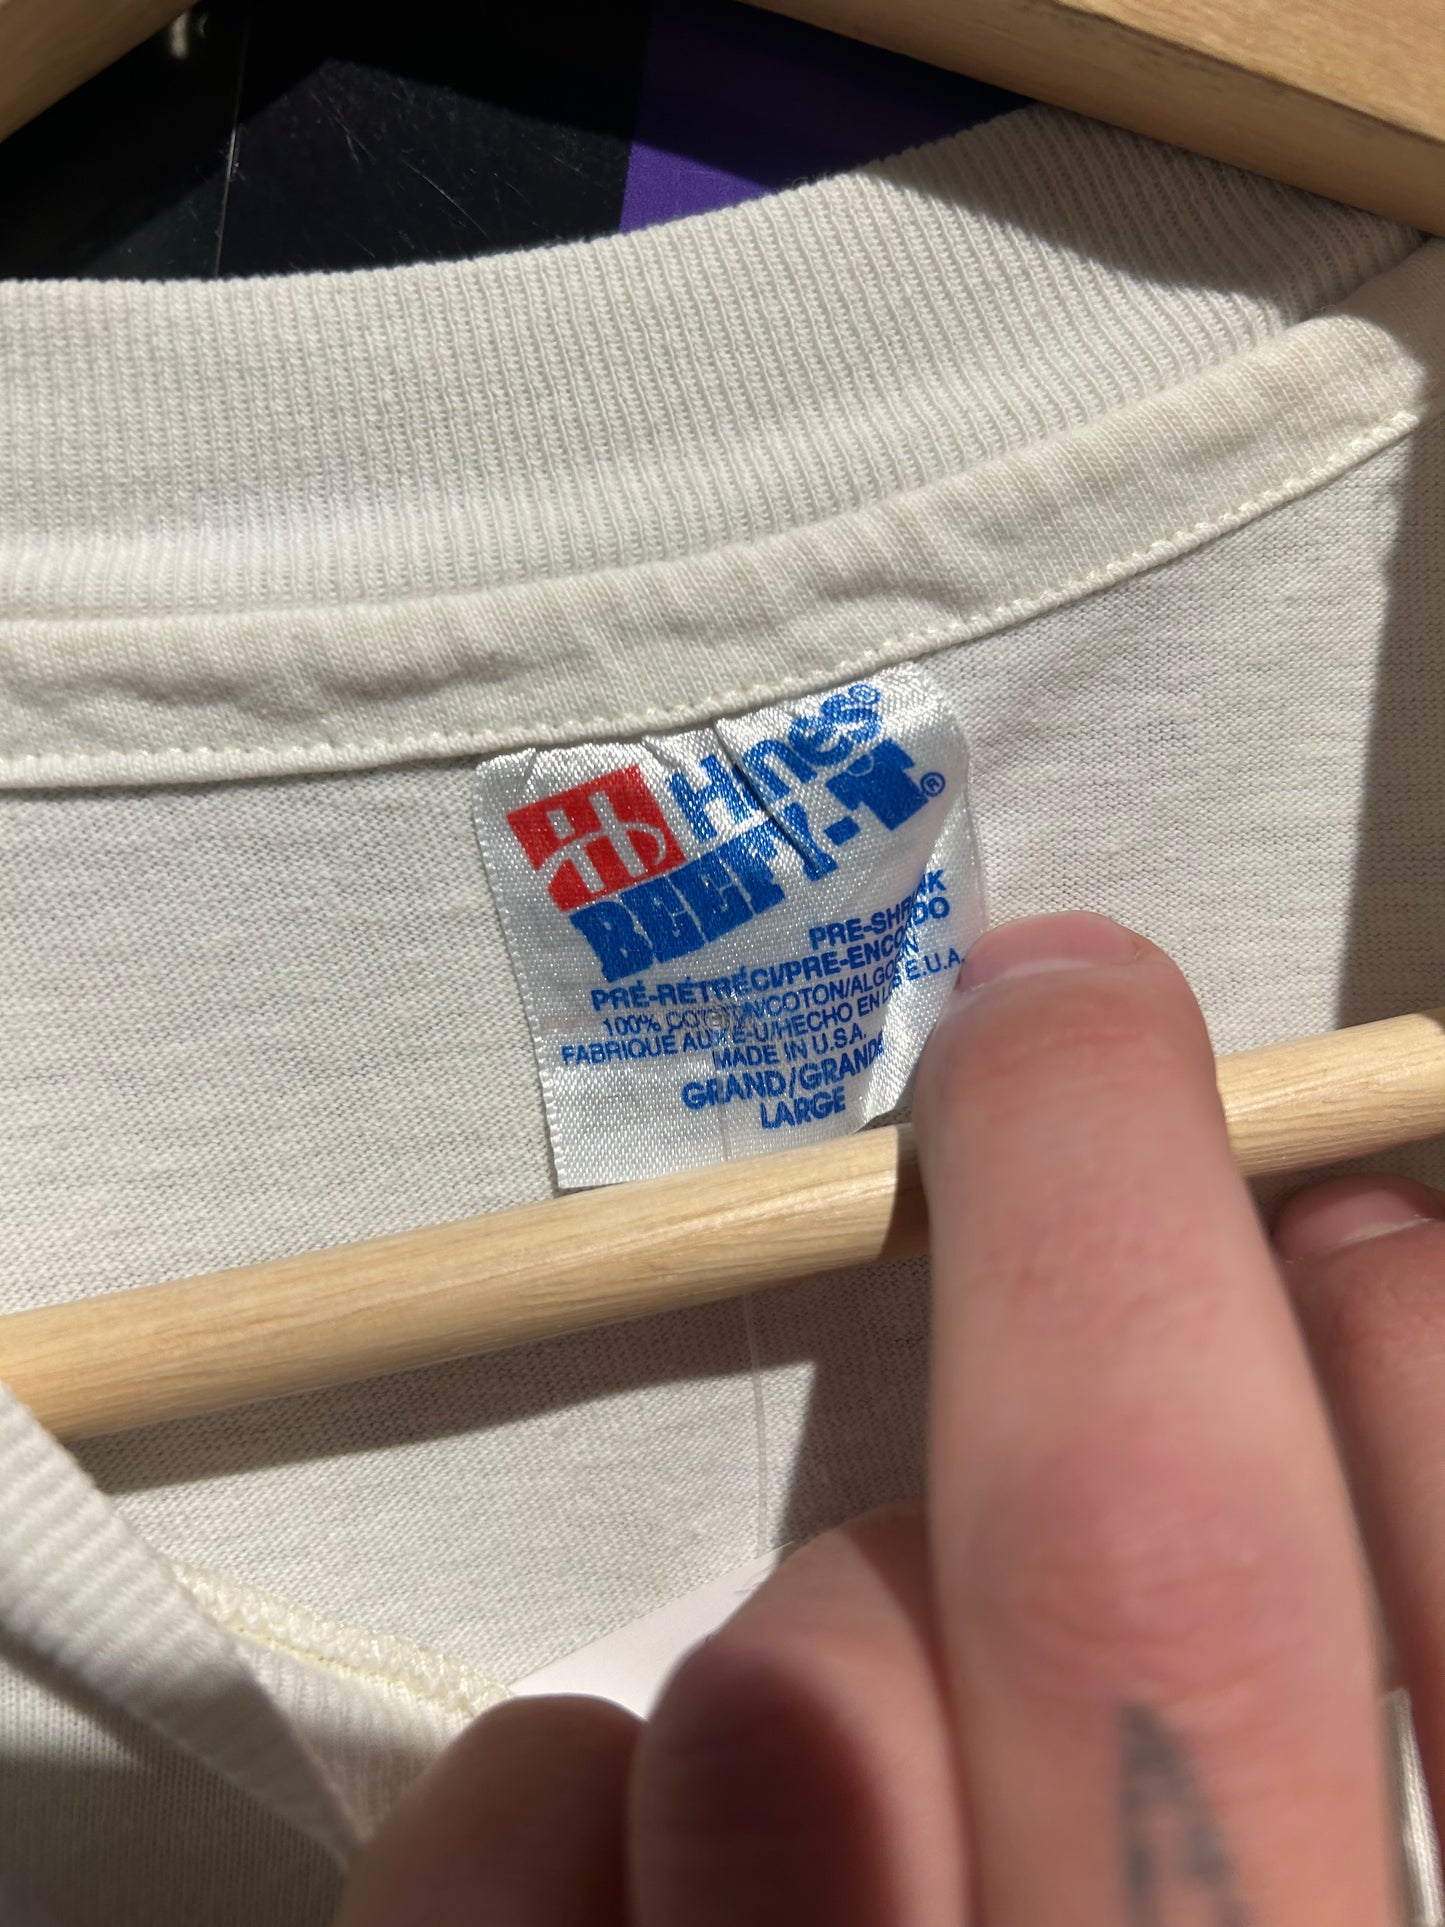 Hanes®
BEEFY-T®
PRE-SHRUNK
PRÉ-RÉTRÉCI/PRE-ENCOGIDO
100% COTTON/COTON/ALGODÓN
FABRIQUE AUX É-U/HECHO EN LOS E.U.A.
MADE IN U.S.A.
GRAND/GRANDE
LARGE